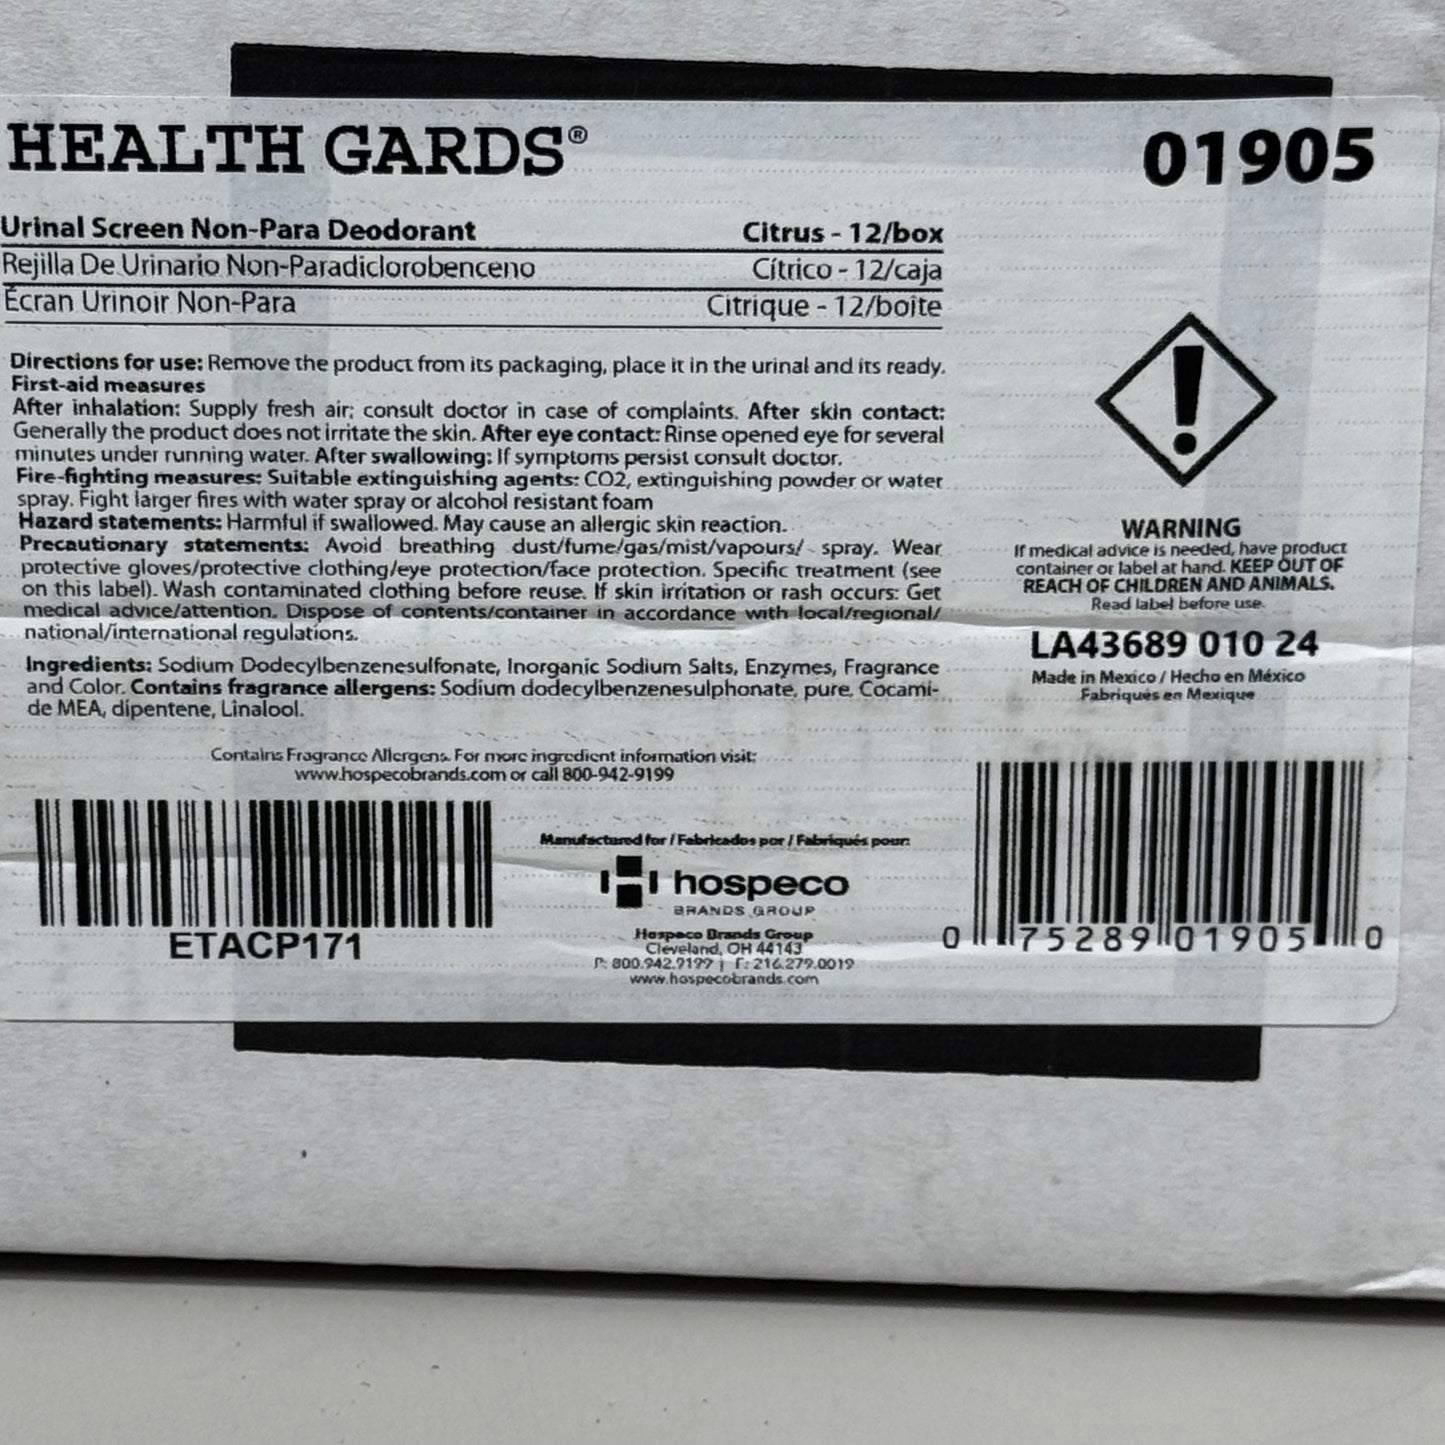 HEALTH GARDS®
01905
Urinal Screen Non-Para Deodorant Citrus - 12/box
Rejilla De Urinario Non-Paradiclorobenceno Cítrico - 12/caja
Écran Urinoir Non-Para Citrique - 12/boîte
Directions for use: Remove the product from its packaging, place it in the urinal and its ready.
First-aid measures
After inhalation: Supply fresh air; consult doctor in case of complaints. After skin contact:
Generally the product does not irritate the skin. After eye contact: Rinse opened eye for several
minutes under running water. After swallowing: If symptoms persist consult doctor.
Fire-fighting measures: Suitable extinguishing agents: CO2, extinguishing powder or water
spray. Fight larger fires with water spray or alcohol resistant foam
Hazard statements: Harmful if swallowed. May cause an allergic skin reaction.
Precautionary statements: Avoid breathing dust/fume/gas/mist/vapours/ spray. Wear
protective gloves/protective clothing/eye protection/face protection. Specific treatment (see
on this label). Wash contaminated clothing before reuse. If skin irritation or rash occurs: Get
medical advice/attention. Dispose of contents/container in accordance with local/regional/
national/international regulations.
Ingredients: Sodium Dodecylbenzenesulfonate, Inorganic Sodium Salts, Enzymes, Fragrance
and Color. Contains fragrance allergens: Sodium dodecylbenzenesulphonate, pure. Cocami-
de MEA, dipentene, Linalool.
Contains Fragrance Allergens. For more ingredient information visit:
www.hospecobrands.com or call 800-942-9199
WARNING
If medical advice is needed, have product
container or label at hand. KEEP OUT OF
REACH OF CHILDREN AND ANIMALS.
Read label before use.
LA43689 010 24
Made in Mexico / Hecho en México
Fabriqués en Mexique
ETACP171
Manufactured for / Fabricados por / Fabriqués pour:
hospeco
BRANDS GROUP
Hospeco Brands Group
Cleveland, OH 44143
P: 800.942.9199 | F: 216.279.0019
www.hospecobrands.com
0 75289 01905 0